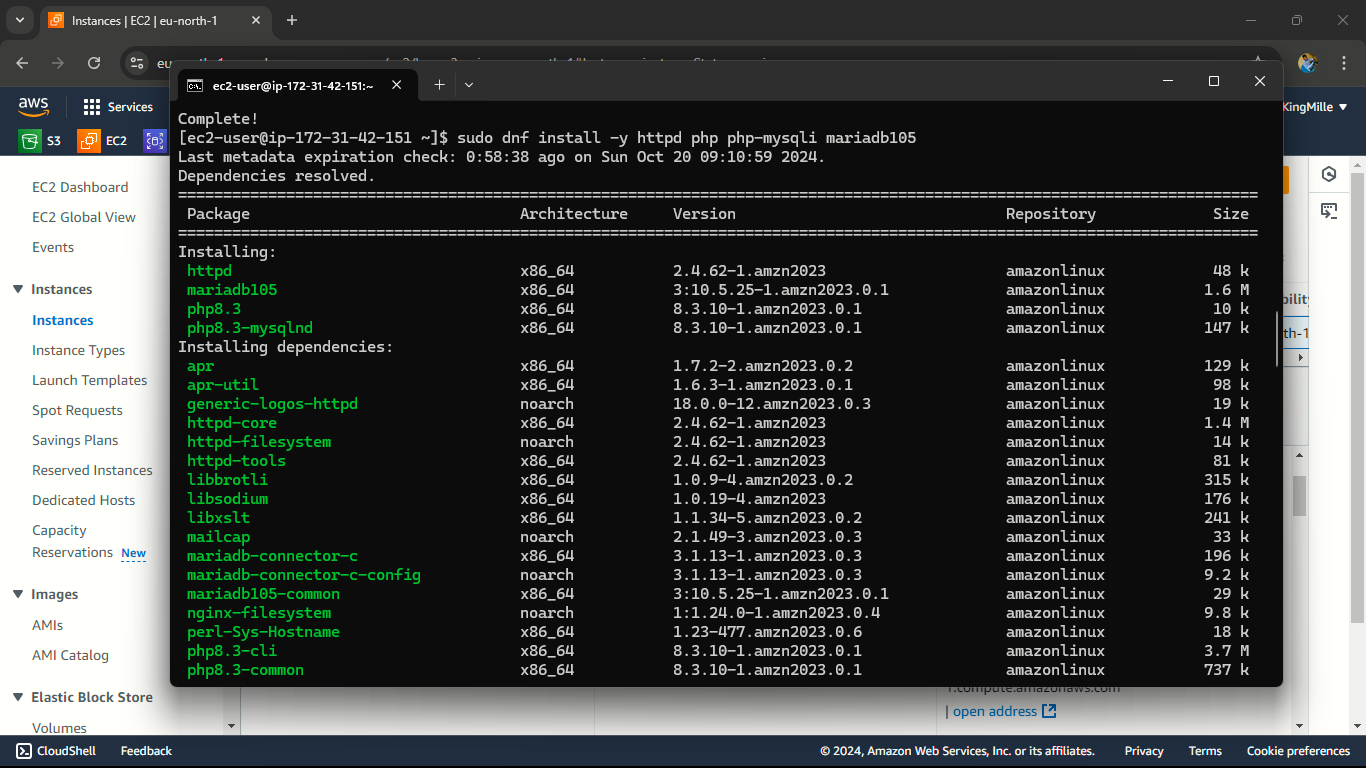 Instances | EC2 | eu-north-1
aws
Services
KingMille
S3
EC2
ec2-user@ip-172-31-42-151:~
EC2 Dashboard
EC2 Global View
Events
Instances
Instances
Instance Types
Launch Templates
Spot Requests
Savings Plans
Reserved Instances
Dedicated Hosts
Capacity
Reservations New
Images
AMIs
AMI Catalog
Elastic Block Store
Volumes
Complete!
[ec2-user@ip-172-31-42-151 ~]$ sudo dnf install -y httpd php php-mysqli mariadb105
Last metadata expiration check: 0:58:38 ago on Sun Oct 20 09:10:59 2024.
Dependencies resolved.
Package Architecture Version Repository Size
Installing:
httpd x86_64 2.4.62-1.amzn2023 amazonlinux 48 k
mariadb105 x86_64 3:10.5.25-1.amzn2023.0.1 amazonlinux 1.6 M
php8.3 x86_64 8.3.10-1.amzn2023.0.1 amazonlinux 10 k
php8.3-mysqlnd x86_64 8.3.10-1.amzn2023.0.1 amazonlinux 147 k
Installing dependencies:
apr x86_64 1.7.2-2.amzn2023.0.2 amazonlinux 129 k
apr-util x86_64 1.6.3-1.amzn2023.0.1 amazonlinux 98 k
generic-logos-httpd noarch 18.0.0-12.amzn2023.0.3 amazonlinux 19 k
httpd-core x86_64 2.4.62-1.amzn2023 amazonlinux 1.4 M
httpd-filesystem noarch 2.4.62-1.amzn2023 amazonlinux 14 k
httpd-tools x86_64 2.4.62-1.amzn2023 amazonlinux 81 k
libbrotli x86_64 1.0.9-4.amzn2023.0.2 amazonlinux 315 k
libsodium x86_64 1.0.19-4.amzn2023 amazonlinux 176 k
libxslt x86_64 1.1.34-5.amzn2023.0.2 amazonlinux 241 k
mailcap noarch 2.1.49-3.amzn2023.0.3 amazonlinux 33 k
mariadb-connector-c x86_64 3.1.13-1.amzn2023.0.3 amazonlinux 196 k
mariadb-connector-c-config noarch 3.1.13-1.amzn2023.0.3 amazonlinux 9.2 k
mariadb105-common x86_64 3:10.5.25-1.amzn2023.0.1 amazonlinux 29 k
nginx-filesystem noarch 1:1.24.0-1.amzn2023.0.4 amazonlinux 9.8 k
perl-Sys-Hostname x86_64 1.23-477.amzn2023.0.6 amazonlinux 18 k
php8.3-cli x86_64 8.3.10-1.amzn2023.0.1 amazonlinux 3.7 M
php8.3-common x86_64 8.3.10-1.amzn2023.0.1 amazonlinux 737 k
| open address
CloudShell
Feedback
© 2024, Amazon Web Services, Inc. or its affiliates.
Privacy
Terms
Cookie preferences